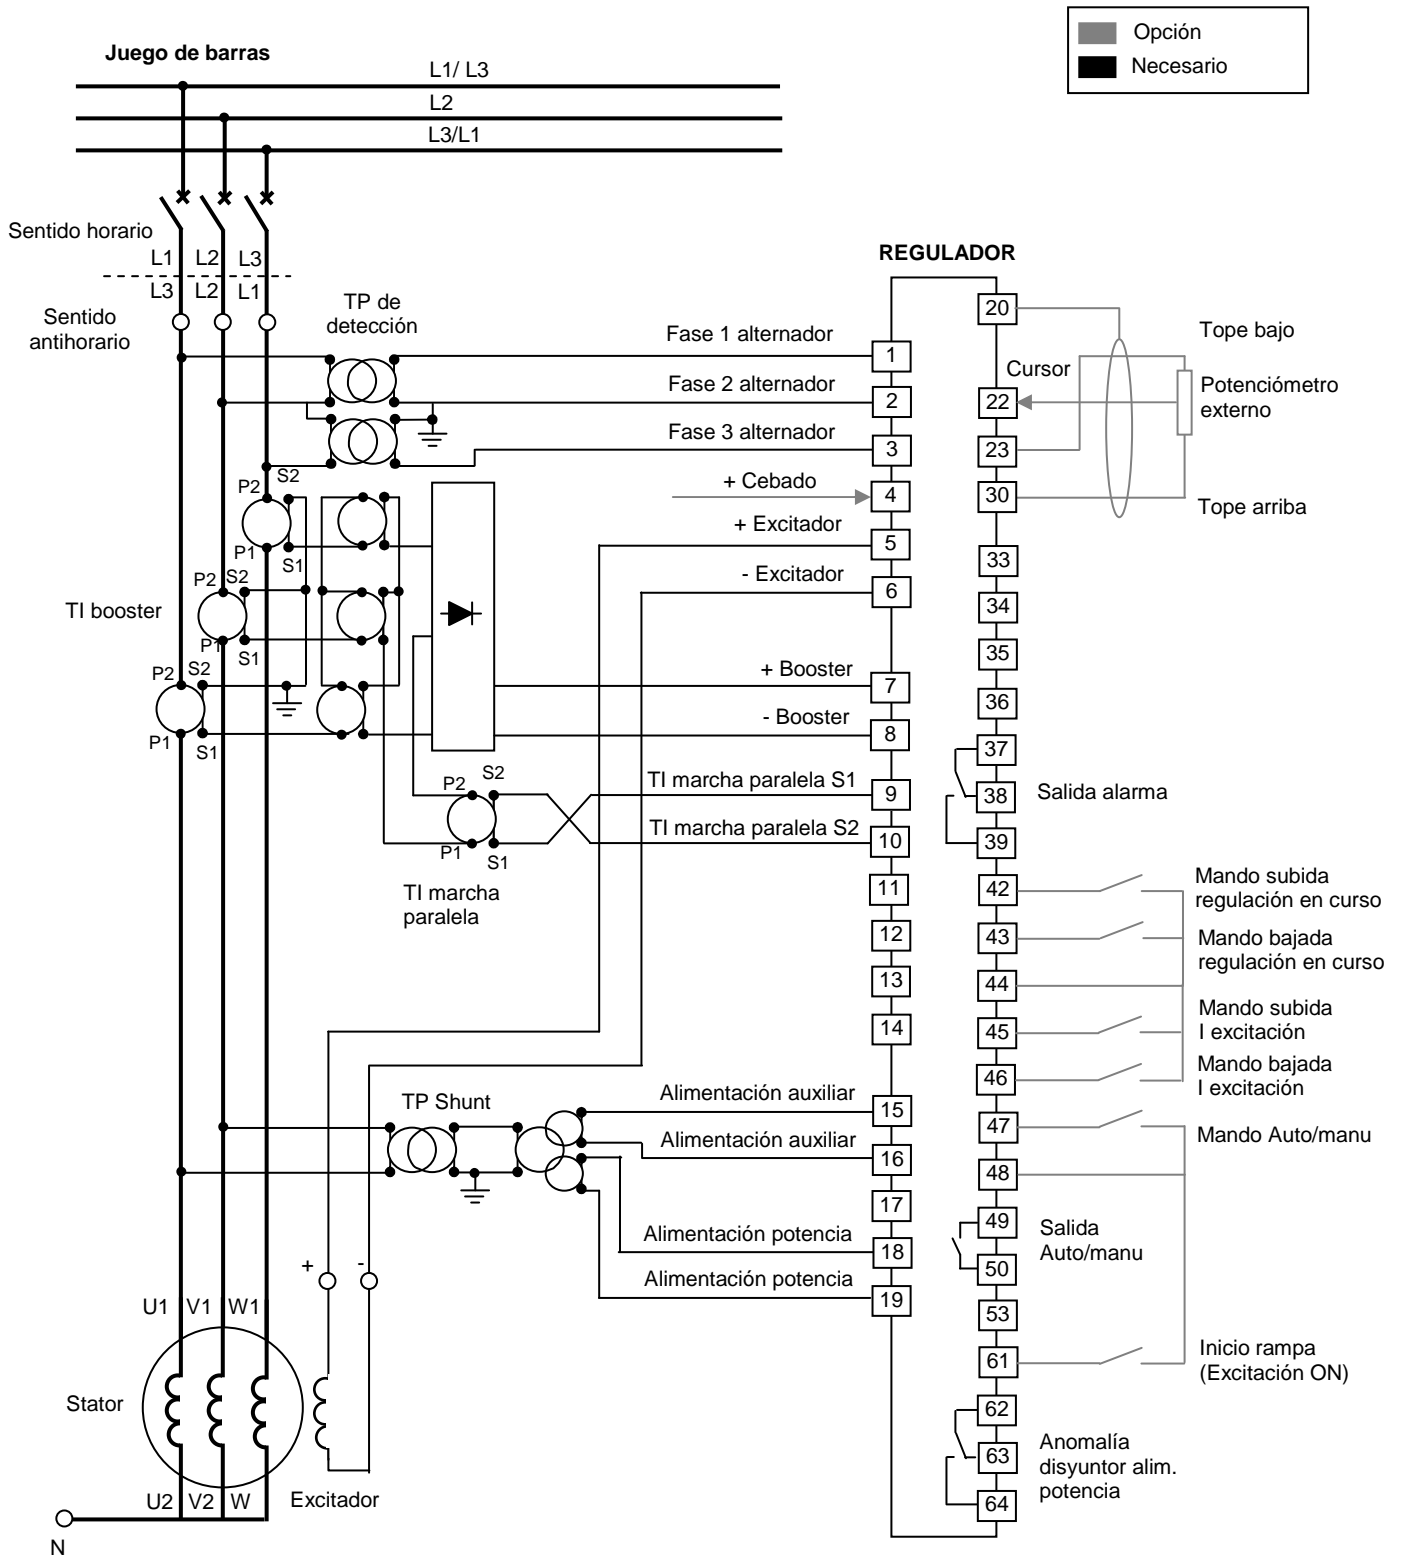 Opción
Necesario
Juego de barras
L1/ L3
L2
L3/L1
Sentido horario
L1 L2 L3
L3 L2 L1
Sentido
antihorario
TP de
detección
REGULADOR
Fase 1 alternador
1
Fase 2 alternador
2
Fase 3 alternador
3
+ Cebado
4
+ Excitador
5
- Excitador
6
+ Booster
7
- Booster
8
TI marcha paralela S1
9
TI marcha paralela S2
10
11
12
13
14
Alimentación auxiliar
15
Alimentación auxiliar
16
17
Alimentación potencia
18
Alimentación potencia
19
20
Tope bajo
Cursor
22
Potenciómetro
externo
23
30
Tope arriba
33
34
35
36
37
38
Salida alarma
39
42
Mando subida
regulación en curso
43
Mando bajada
regulación en curso
44
45
Mando subida
I excitación
46
Mando bajada
I excitación
47
Mando Auto/manu
48
49
Salida
Auto/manu
50
53
61
Inicio rampa
(Excitación ON)
62
63
Anomalía
disyuntor alim.
potencia
64
P2 S2
P1 S1
P2 S2
P1 S1
P2 S2
P1 S1
TI booster
P2 S2
P1 S1
TI marcha
paralela
TP Shunt
+ -
U1 V1 W1
Stator
U2 V2 W
Excitador
N